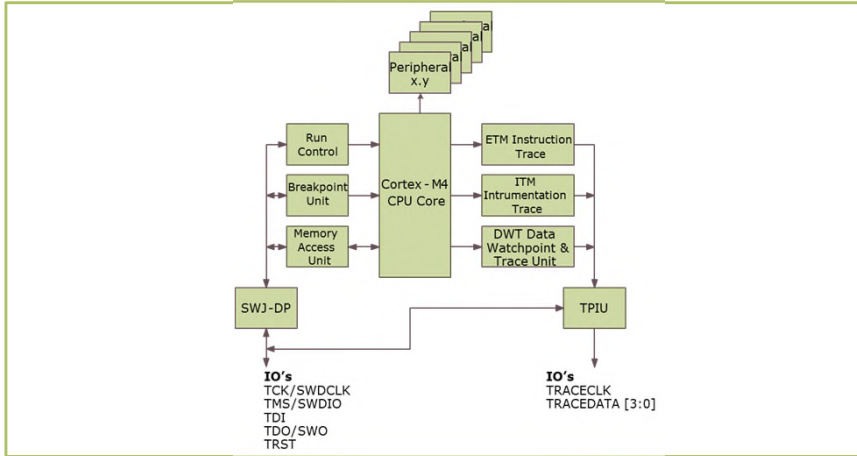 Peripheral
x.y
Run
Control
Breakpoint
Unit
Memory
Access
Unit
Cortex - M4
CPU Core
ETM Instruction
Trace
ITM
Intrumentation
Trace
DWT Data
Watchpoint &
Trace Unit
SWJ-DP
TPIU
IO's
TCK/SWDCLK
TMS/SWDIO
TDI
TDO/SWO
TRST
IO's
TRACECLK
TRACEDATA [3:0]